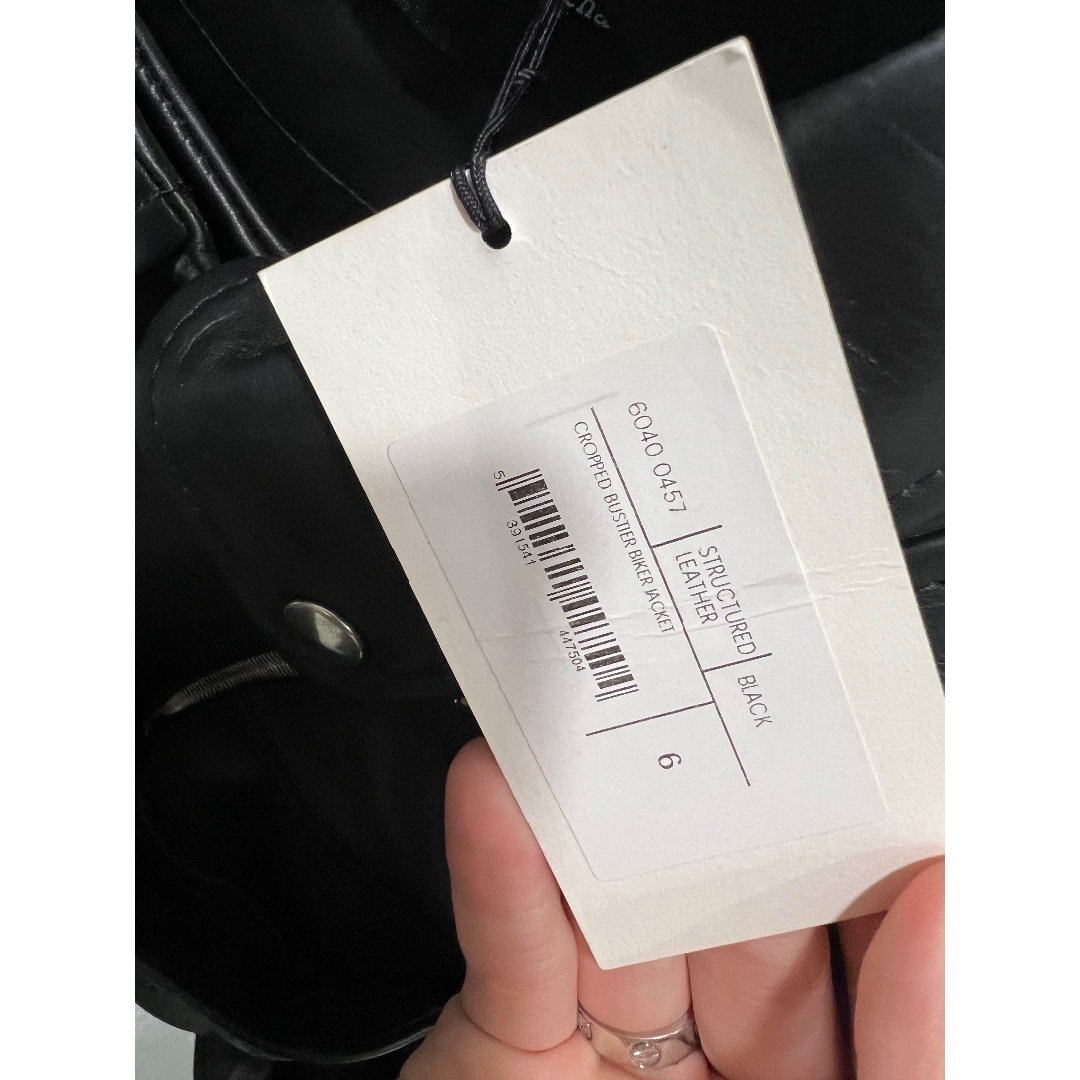 6040 0457
STRUCTURED
LEATHER
BLACK
CROPPED BUSTIER BIKER JACKET
6
5 391541 447504